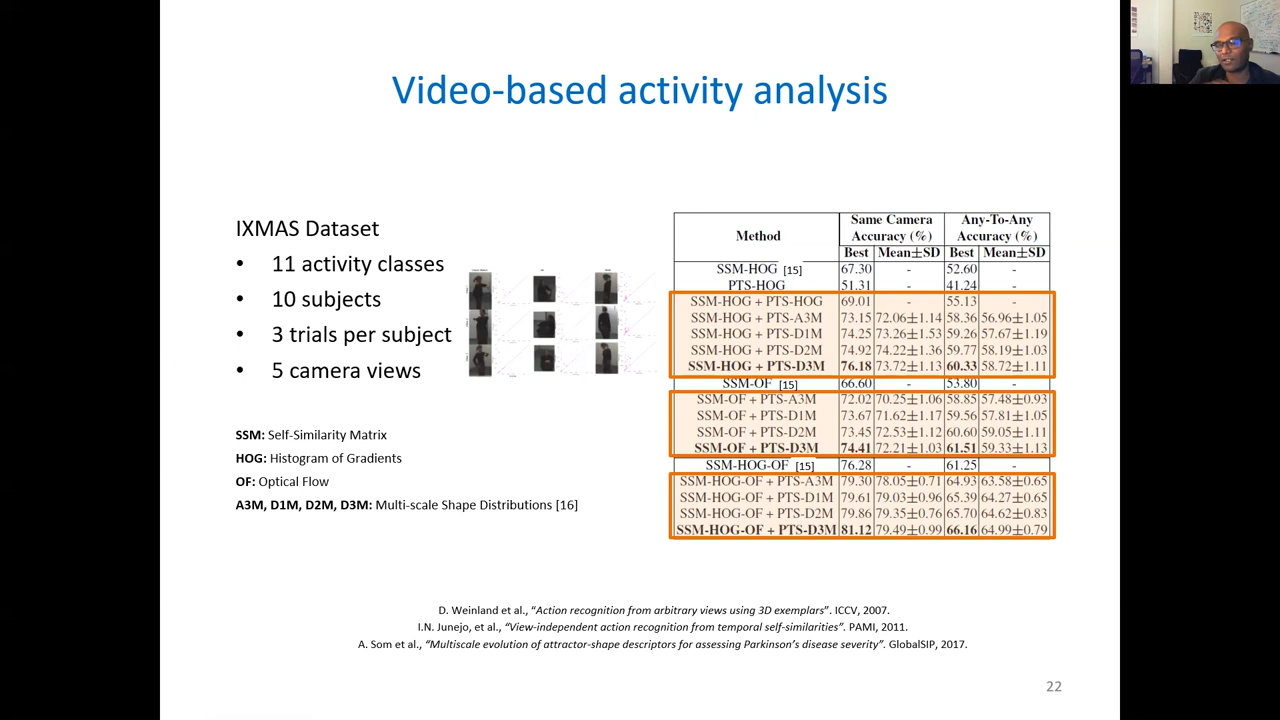 Video-based activity analysis
IXMAS Dataset
• 11 activity classes
• 10 subjects
• 3 trials per subject
• 5 camera views
SSM: Self-Similarity Matrix
HOG: Histogram of Gradients
OF: Optical Flow
A3M, D1M, D2M, D3M: Multi-scale Shape Distributions [16]
Method Same Camera Accuracy (%) Any-To-Any Accuracy (%)
Best Mean±SD Best Mean±SD
SSM-HOG [15] 67.30 - 52.60 -
PTS-HOG 51.31 - 41.24 -
SSM-HOG + PTS-HOG 69.01 - 55.13 -
SSM-HOG + PTS-A3M 73.15 72.06±1.14 58.36 56.96±1.05
SSM-HOG + PTS-D1M 74.25 73.26±1.53 59.26 57.67±1.19
SSM-HOG + PTS-D2M 74.92 74.22±1.36 59.77 58.19±1.03
SSM-HOG + PTS-D3M 76.18 73.72±1.13 60.33 58.72±1.11
SSM-OF [15] 66.60 - 53.80 -
SSM-OF + PTS-A3M 72.02 70.25±1.06 58.85 57.48±0.93
SSM-OF + PTS-D1M 73.67 71.62±1.17 59.56 57.81±1.05
SSM-OF + PTS-D2M 73.45 72.53±1.12 60.60 59.05±1.11
SSM-OF + PTS-D3M 74.41 72.21±1.03 61.51 59.33±1.13
SSM-HOG-OF [15] 76.28 - 61.25 -
SSM-HOG-OF + PTS-A3M 79.30 78.05±0.71 64.93 63.58±0.65
SSM-HOG-OF + PTS-D1M 79.61 79.03±0.96 65.39 64.27±0.65
SSM-HOG-OF + PTS-D2M 79.86 79.35±0.76 65.70 64.62±0.83
SSM-HOG-OF + PTS-D3M 81.12 79.49±0.99 66.16 64.99±0.79
D. Weinland et al., “Action recognition from arbitrary views using 3D exemplars”. ICCV, 2007.
I.N. Junejo, et al., “View-independent action recognition from temporal self-similarities”. PAMI, 2011.
A. Som et al., “Multiscale evolution of attractor-shape descriptors for assessing Parkinson’s disease severity”. GlobalSIP, 2017.
22